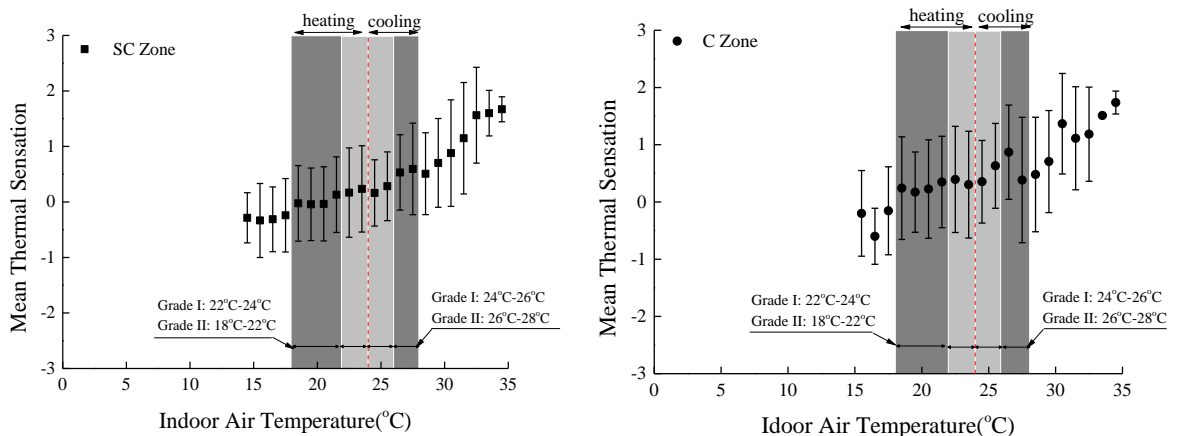 heating cooling
SC Zone
3
2
1
0
-1
-2
-3
Mean Thermal Sensation
Grade I: 22°C-24°C
Grade II: 18°C-22°C
Grade I: 24°C-26°C
Grade II: 26°C-28°C
0 5 10 15 20 25 30 35
Indoor Air Temperature(°C)
heating cooling
C Zone
3
2
1
0
-1
-2
-3
Mean Thermal Sensation
Grade I: 22°C-24°C
Grade II: 18°C-22°C
Grade I: 24°C-26°C
Grade II: 26°C-28°C
0 5 10 15 20 25 30 35
Idoor Air Temperature(°C)